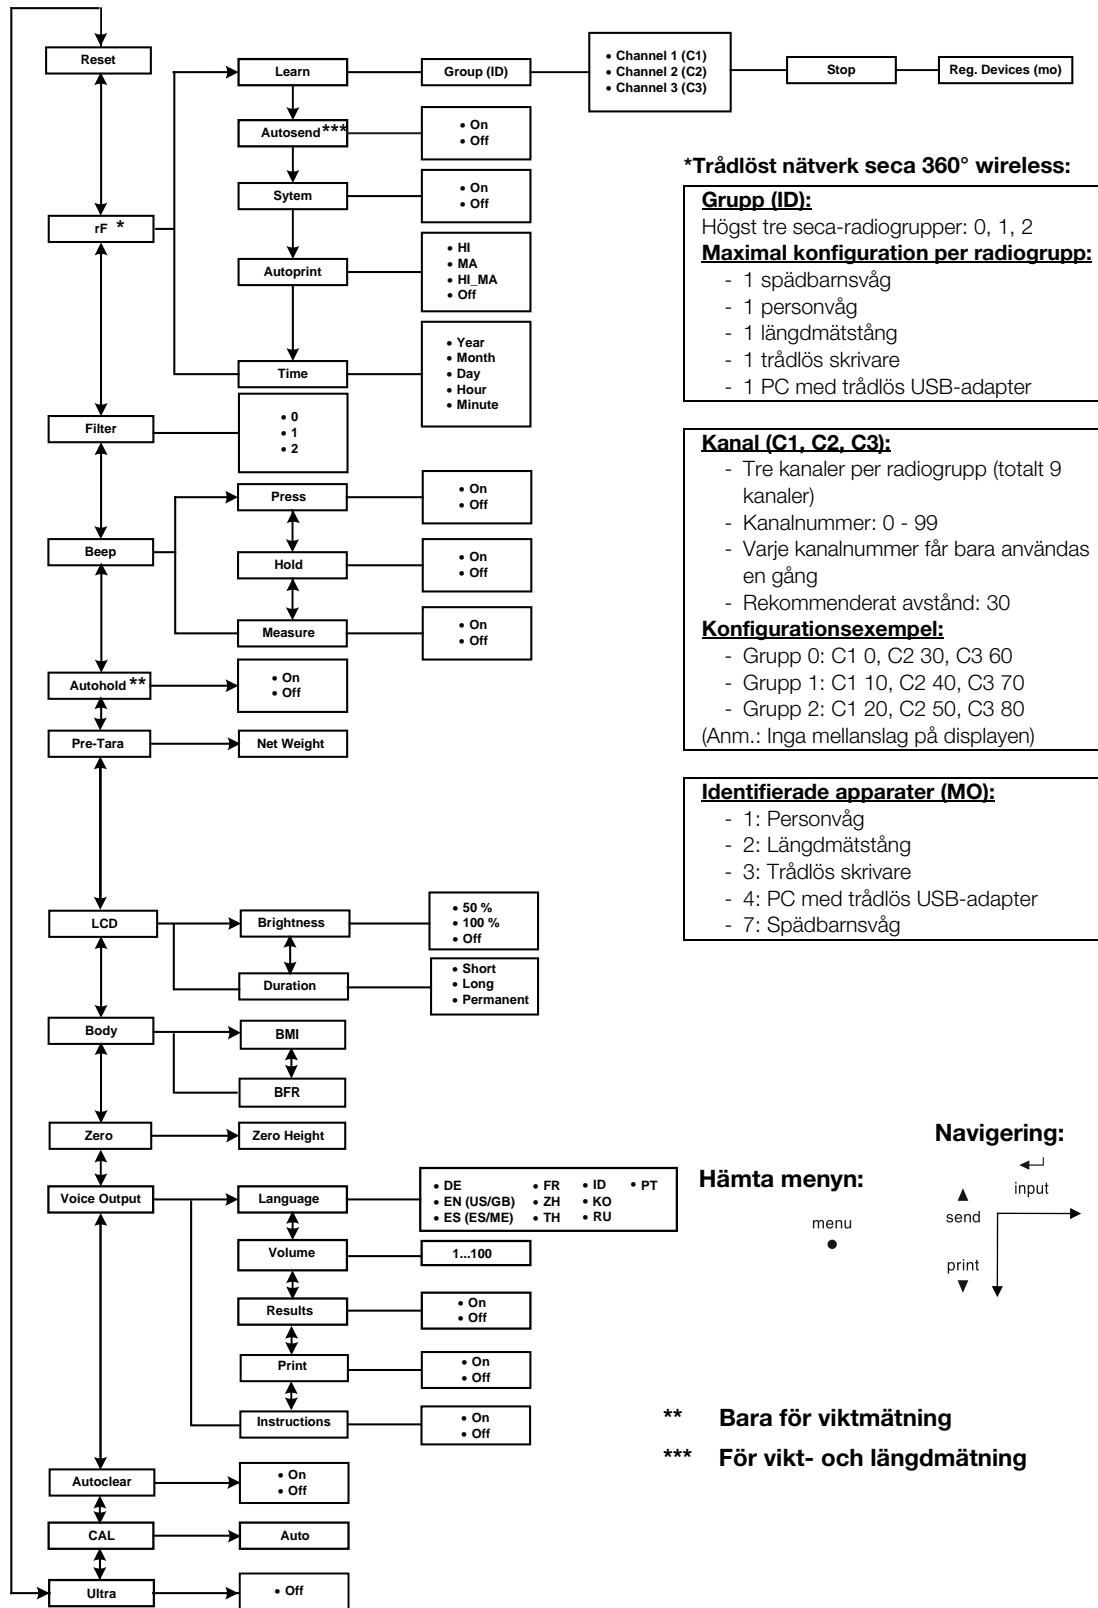 Reset
Learn
Group (ID)
• Channel 1 (C1)
• Channel 2 (C2)
• Channel 3 (C3)
Stop
Reg. Devices (mo)
Autosend***
• On
• Off
Sytem
• On
• Off
rF *
Autoprint
• HI
• MA
• HI_MA
• Off
Time
• Year
• Month
• Day
• Hour
• Minute
Filter
• 0
• 1
• 2
Beep
Press
• On
• Off
Hold
• On
• Off
Measure
• On
• Off
Autohold **
• On
• Off
Pre-Tara
Net Weight
LCD
Brightness
• 50 %
• 100 %
• Off
Duration
• Short
• Long
• Permanent
Body
BMI
BFR
Zero
Zero Height
Voice Output
Language
• DE
• EN (US/GB)
• ES (ES/ME)
• FR
• ZH
• TH
• ID
• KO
• RU
• PT
Volume
1...100
Results
• On
• Off
Print
• On
• Off
Instructions
• On
• Off
Autoclear
• On
• Off
CAL
Auto
Ultra
• Off
*Trådlöst nätverk seca 360° wireless:
Grupp (ID):
Högst tre seca-radiogrupper: 0, 1, 2
Maximal konfiguration per radiogrupp:
- 1 spädbarnsvåg
- 1 personvåg
- 1 längdmätstång
- 1 trådlös skrivare
- 1 PC med trådlös USB-adapter
Kanal (C1, C2, C3):
- Tre kanaler per radiogrupp (totalt 9
kanaler)
- Kanalnummer: 0 - 99
- Varje kanalnummer får bara användas
en gång
- Rekommenderat avstånd: 30
Konfigurationsexempel:
- Grupp 0: C1 0, C2 30, C3 60
- Grupp 1: C1 10, C2 40, C3 70
- Grupp 2: C1 20, C2 50, C3 80
(Anm.: Inga mellanslag på displayen)
Identifierade apparater (MO):
- 1: Personvåg
- 2: Längdmätstång
- 3: Trådlös skrivare
- 4: PC med trådlös USB-adapter
- 7: Spädbarnsvåg
Hämta menyn:
menu
Navigering:
input
send
print
** Bara för viktmätning
*** För vikt- och längdmätning